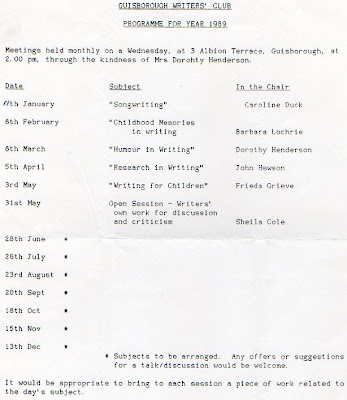 GUISBOROUGH WRITERS' CLUB
PROGRAMME FOR YEAR 1989
Meetings held monthly on a Wednesday, at 3 Albion Terrace, Guisborough, at
2.00 pm, through the kindness of Mrs Dorohty Henderson.
Date Subject In the Chair
11th January "Songwriting" Caroline Duck
8th February "Childhood Memories
in writing Barbara Lochrie
8th March "Humour in Writing" Dorothy Henderson
5th April "Research in Writing" John Hewson
3rd May "Writing for Children" Frieda Grieve
31st May Open Session - Writers'
own work for discussion
and criticism Sheila Cole
28th June *
26th July *
23rd August *
20th Sept *
18th Oct *
15th Nov *
13th Dec *
* Subjects to be arranged. Any offers or suggestions
for a talk/discussion would be welcome.
It would be appropriate to bring to each session a piece of work related to
the day's subject.